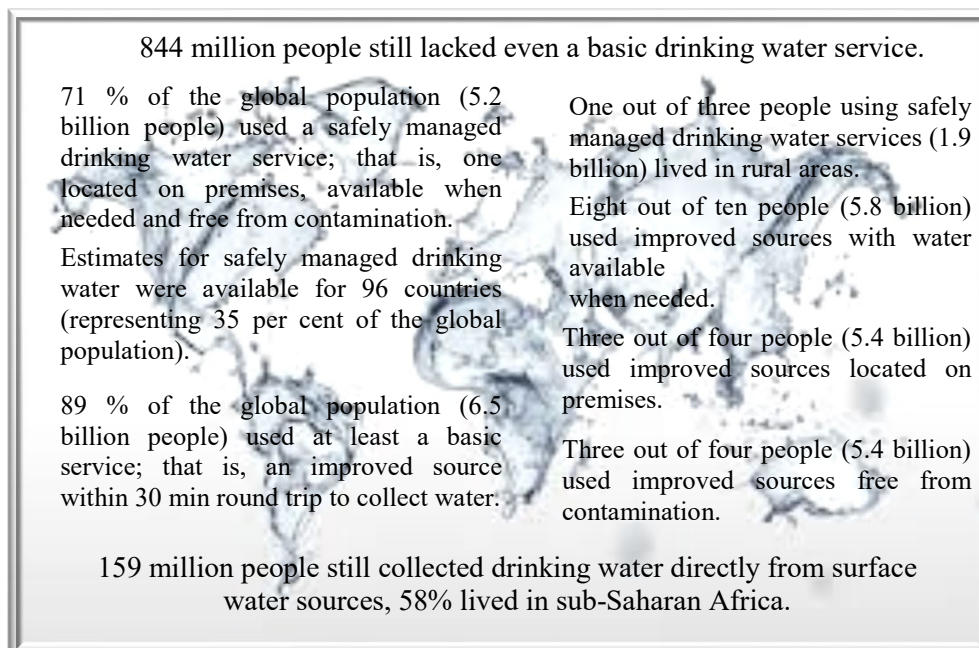 844 million people still lacked even a basic drinking water service.
71 % of the global population (5.2
billion people) used a safely managed
drinking water service; that is, one
located on premises, available when
needed and free from contamination.
Estimates for safely managed drinking
water were available for 96 countries
(representing 35 per cent of the global
population).
89 % of the global population (6.5
billion people) used at least a basic
service; that is, an improved source
within 30 min round trip to collect water.
One out of three people using safely
managed drinking water services (1.9
billion) lived in rural areas.
Eight out of ten people (5.8 billion)
used improved sources with water
available
when needed.
Three out of four people (5.4 billion)
used improved sources located on
premises.
Three out of four people (5.4 billion)
used improved sources free from
contamination.
159 million people still collected drinking water directly from surface
water sources, 58% lived in sub-Saharan Africa.